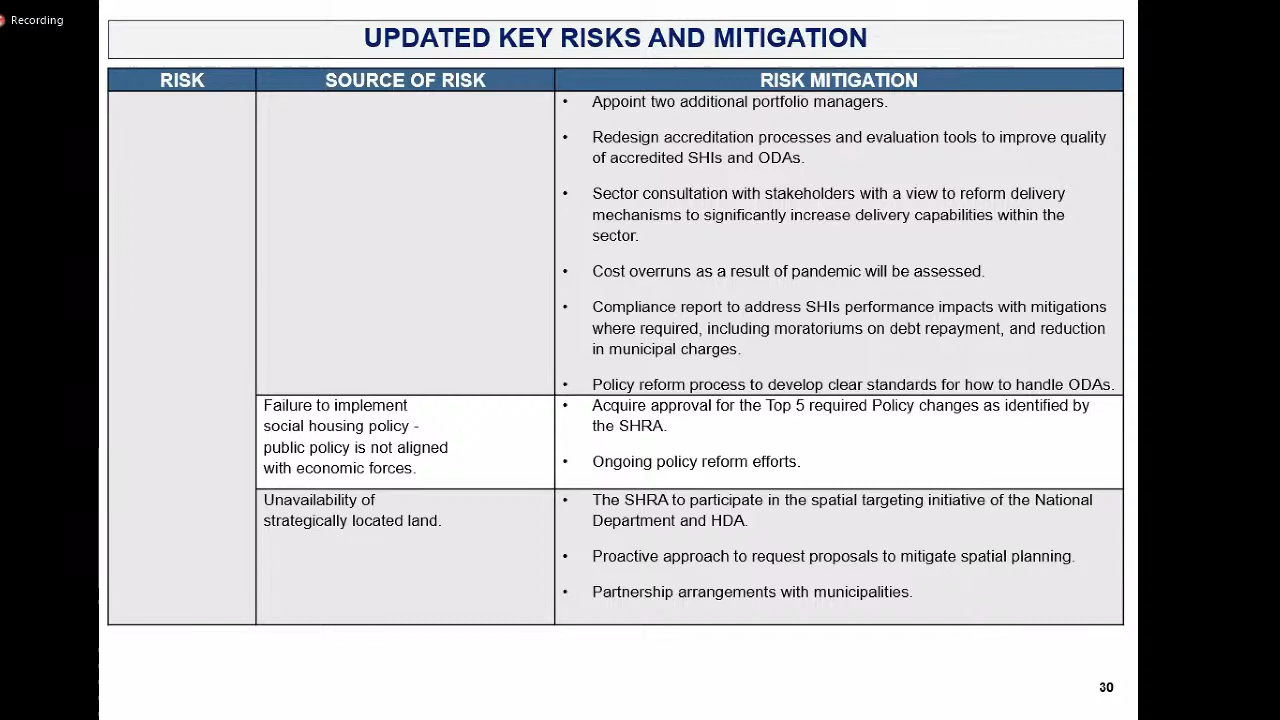 Recording
UPDATED KEY RISKS AND MITIGATION
RISK
SOURCE OF RISK
RISK MITIGATION
• Appoint two additional portfolio managers.
• Redesign accreditation processes and evaluation tools to improve quality
of accredited SHIs and ODAs.
• Sector consultation with stakeholders with a view to reform delivery
mechanisms to significantly increase delivery capabilities within the
sector.
• Cost overruns as a result of pandemic will be assessed.
• Compliance report to address SHIs performance impacts with mitigations
where required, including moratoriums on debt repayment, and reduction
in municipal charges.
• Policy reform process to develop clear standards for how to handle ODAs.
Failure to implement
social housing policy -
public policy is not aligned
with economic forces.
• Acquire approval for the Top 5 required Policy changes as identified by
the SHRA.
• Ongoing policy reform efforts.
Unavailability of
strategically located land.
• The SHRA to participate in the spatial targeting initiative of the National
Department and HDA.
• Proactive approach to request proposals to mitigate spatial planning.
• Partnership arrangements with municipalities.
30